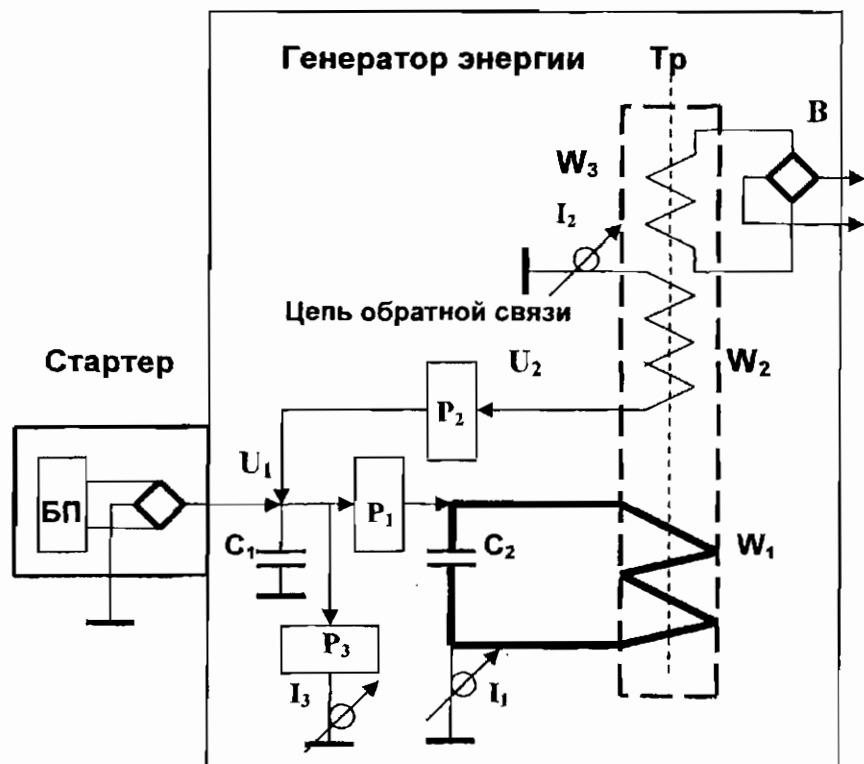 Генератор энергии
Тр
B
W3
I2
Цепь обратной связи
Стартер
U2
W2
P2
U1
БП
P1
C1
C2
W1
P3
I3
I1